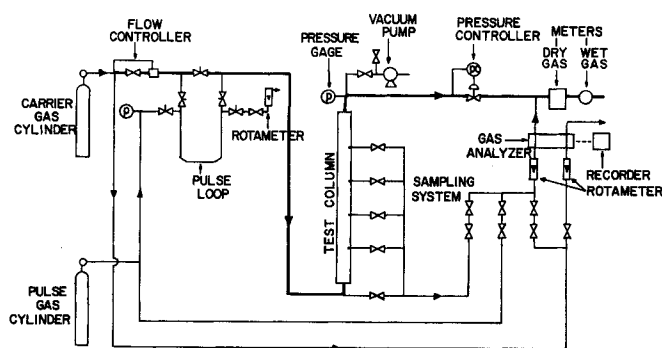 FLOW
CONTROLLER
CARRIER
GAS
CYLINDER
P
ROTAMETER
PULSE
LOOP
PULSE
GAS
CYLINDER
PRESSURE
GAGE
P
VACUUM
PUMP
TEST COLUMN
PRESSURE
CONTROLLER
PC
SAMPLING
SYSTEM
METERS
DRY
GAS
WET
GAS
GAS
ANALYZER
RECORDER
ROTAMETER